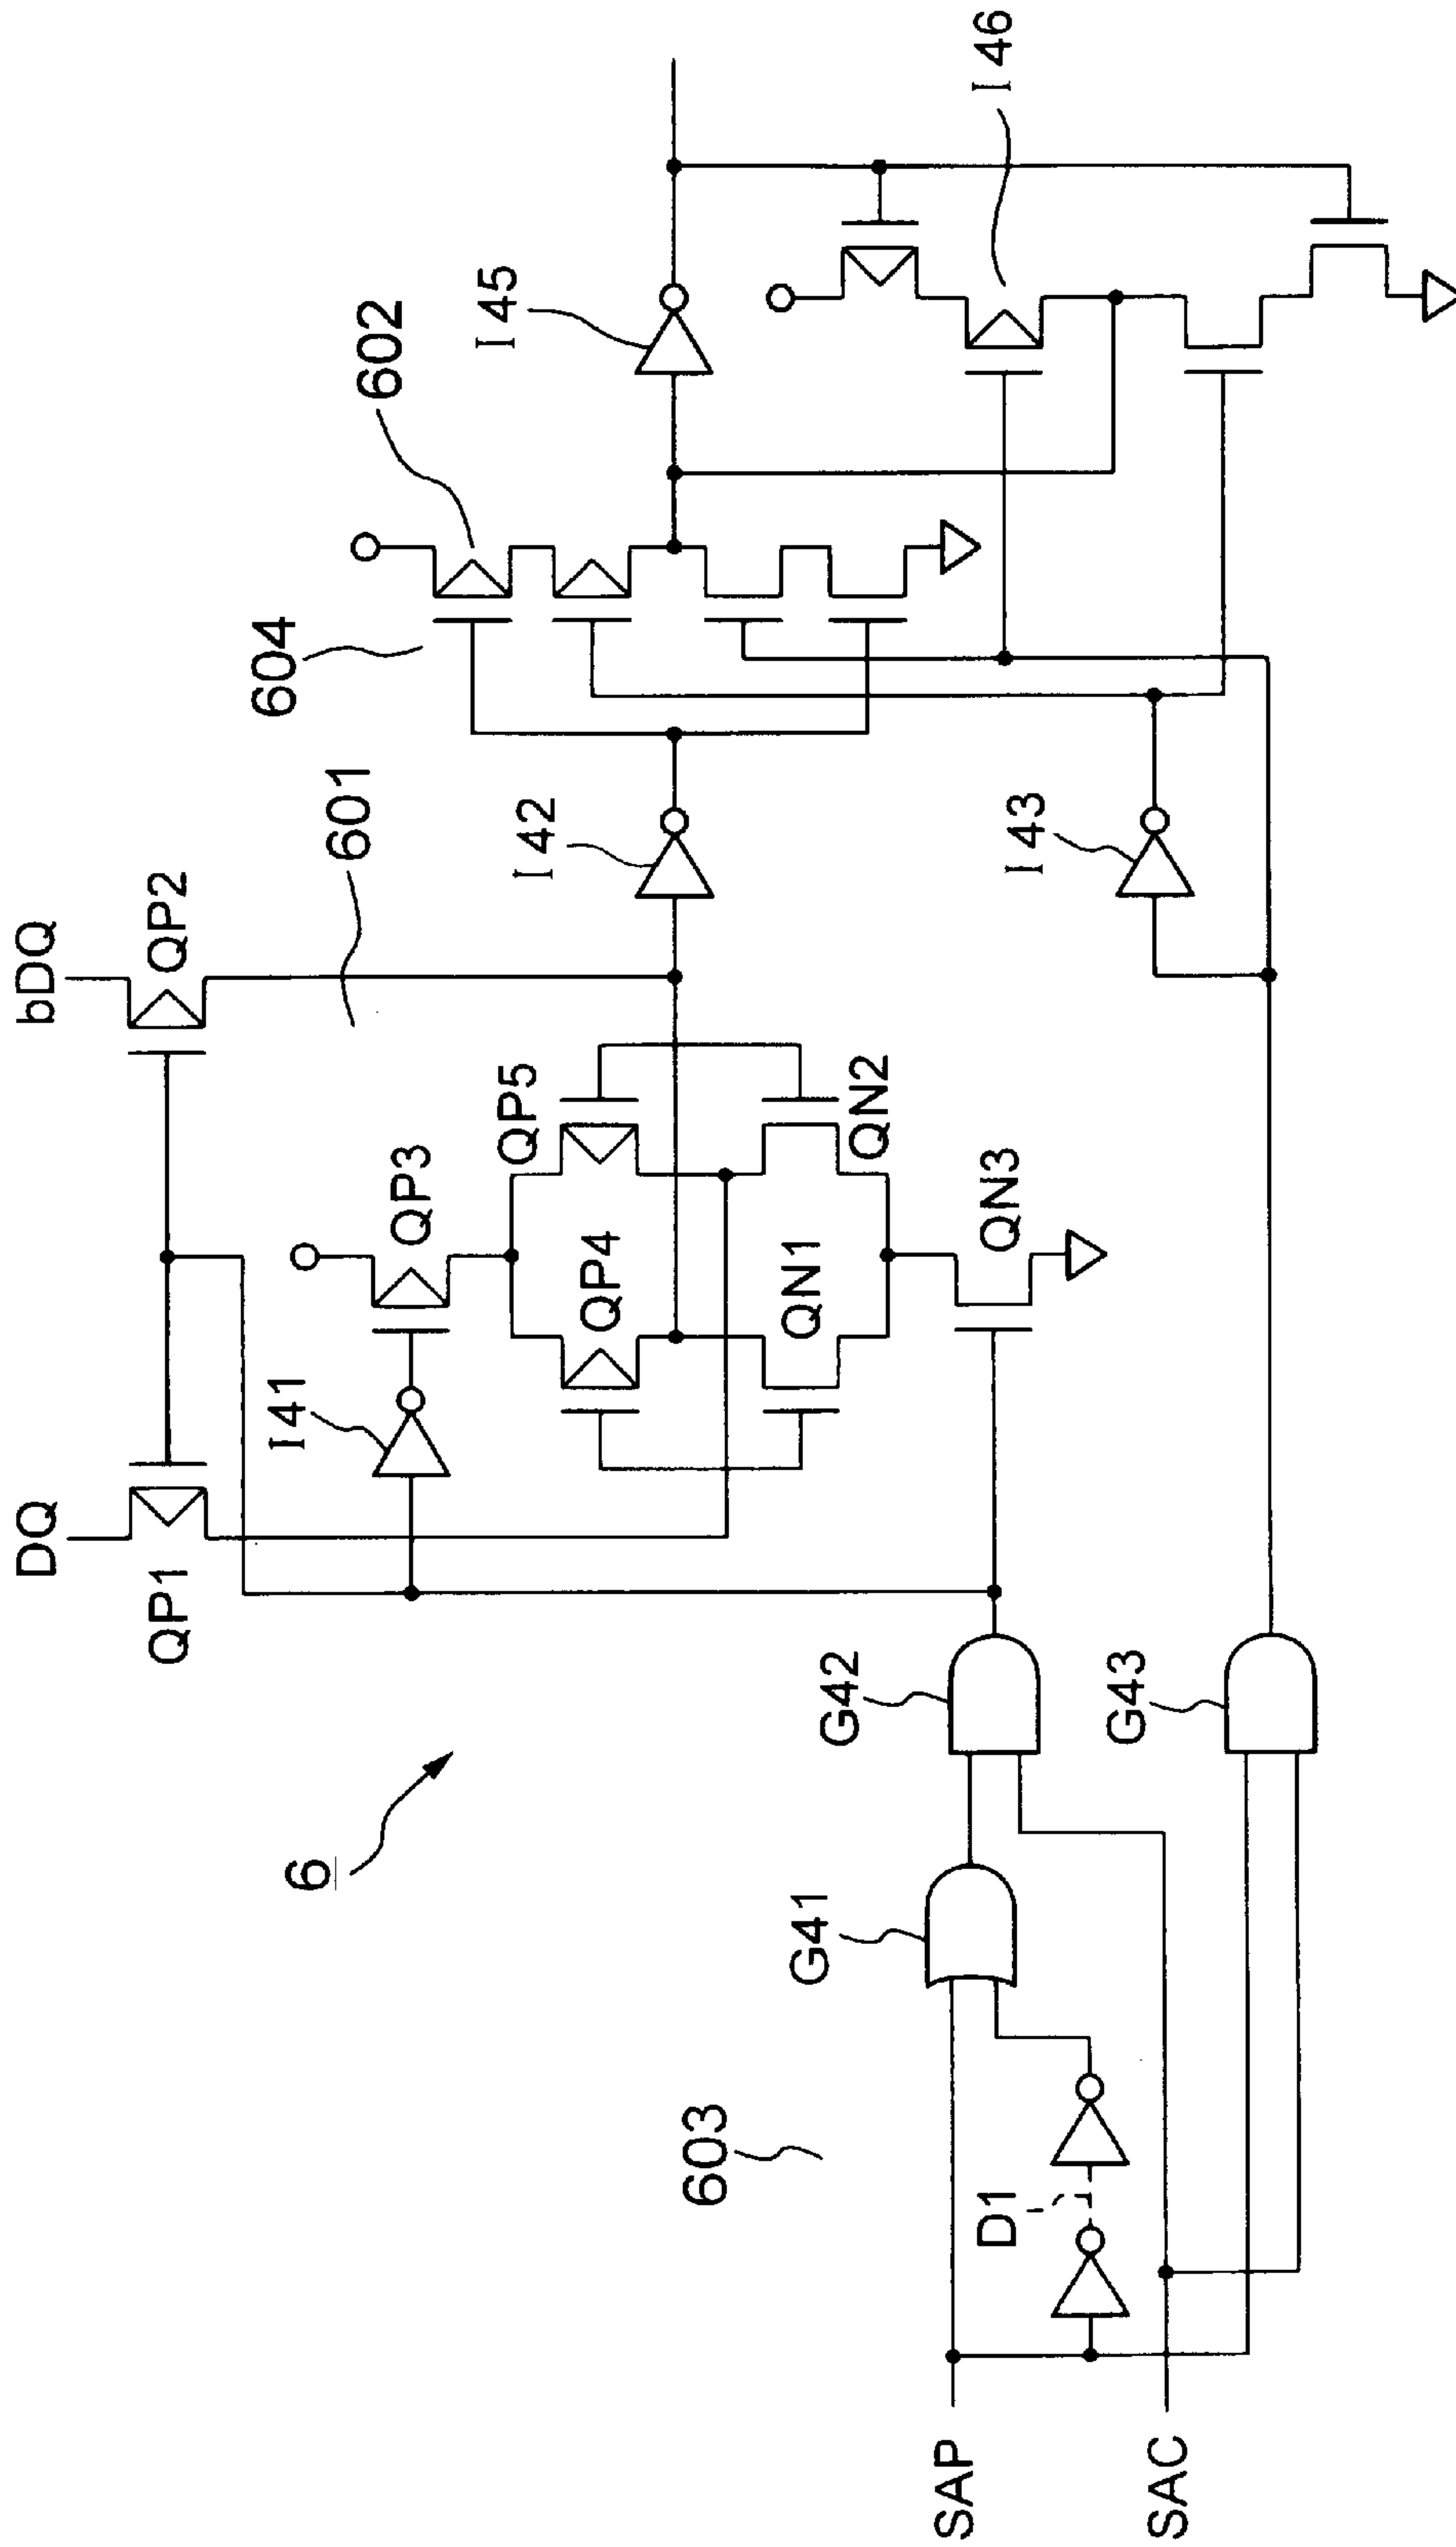 DQ
bDQ
QP1
QP2
601
6
I41
QP3
QP4
QP5
QN1
QN2
QN3
I42
604
602
I45
I46
603
G41
G42
G43
I43
D1
SAP
SAC